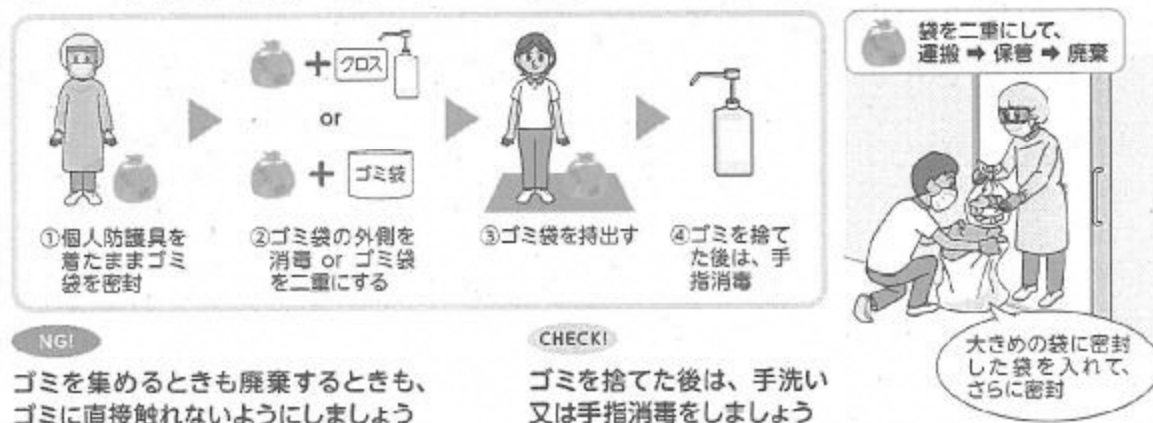 クロス
or
ゴミ袋
①個人防護具を
着たままゴミ
袋を密封
②ゴミ袋の外側を
消毒 or ゴミ袋
を二重にする
③ゴミ袋を持出す
④ゴミを捨て
た後は、手
指消毒
袋を二重にして、
運搬 ➡ 保管 ➡ 廃棄
大きめの袋に密封
した袋を入れて、
さらに密封
NG!
ゴミを集めるときも廃棄するときも、
ゴミに直接触れないようにしましょう
CHECK!
ゴミを捨てた後は、手洗い
又は手指消毒をしましょう